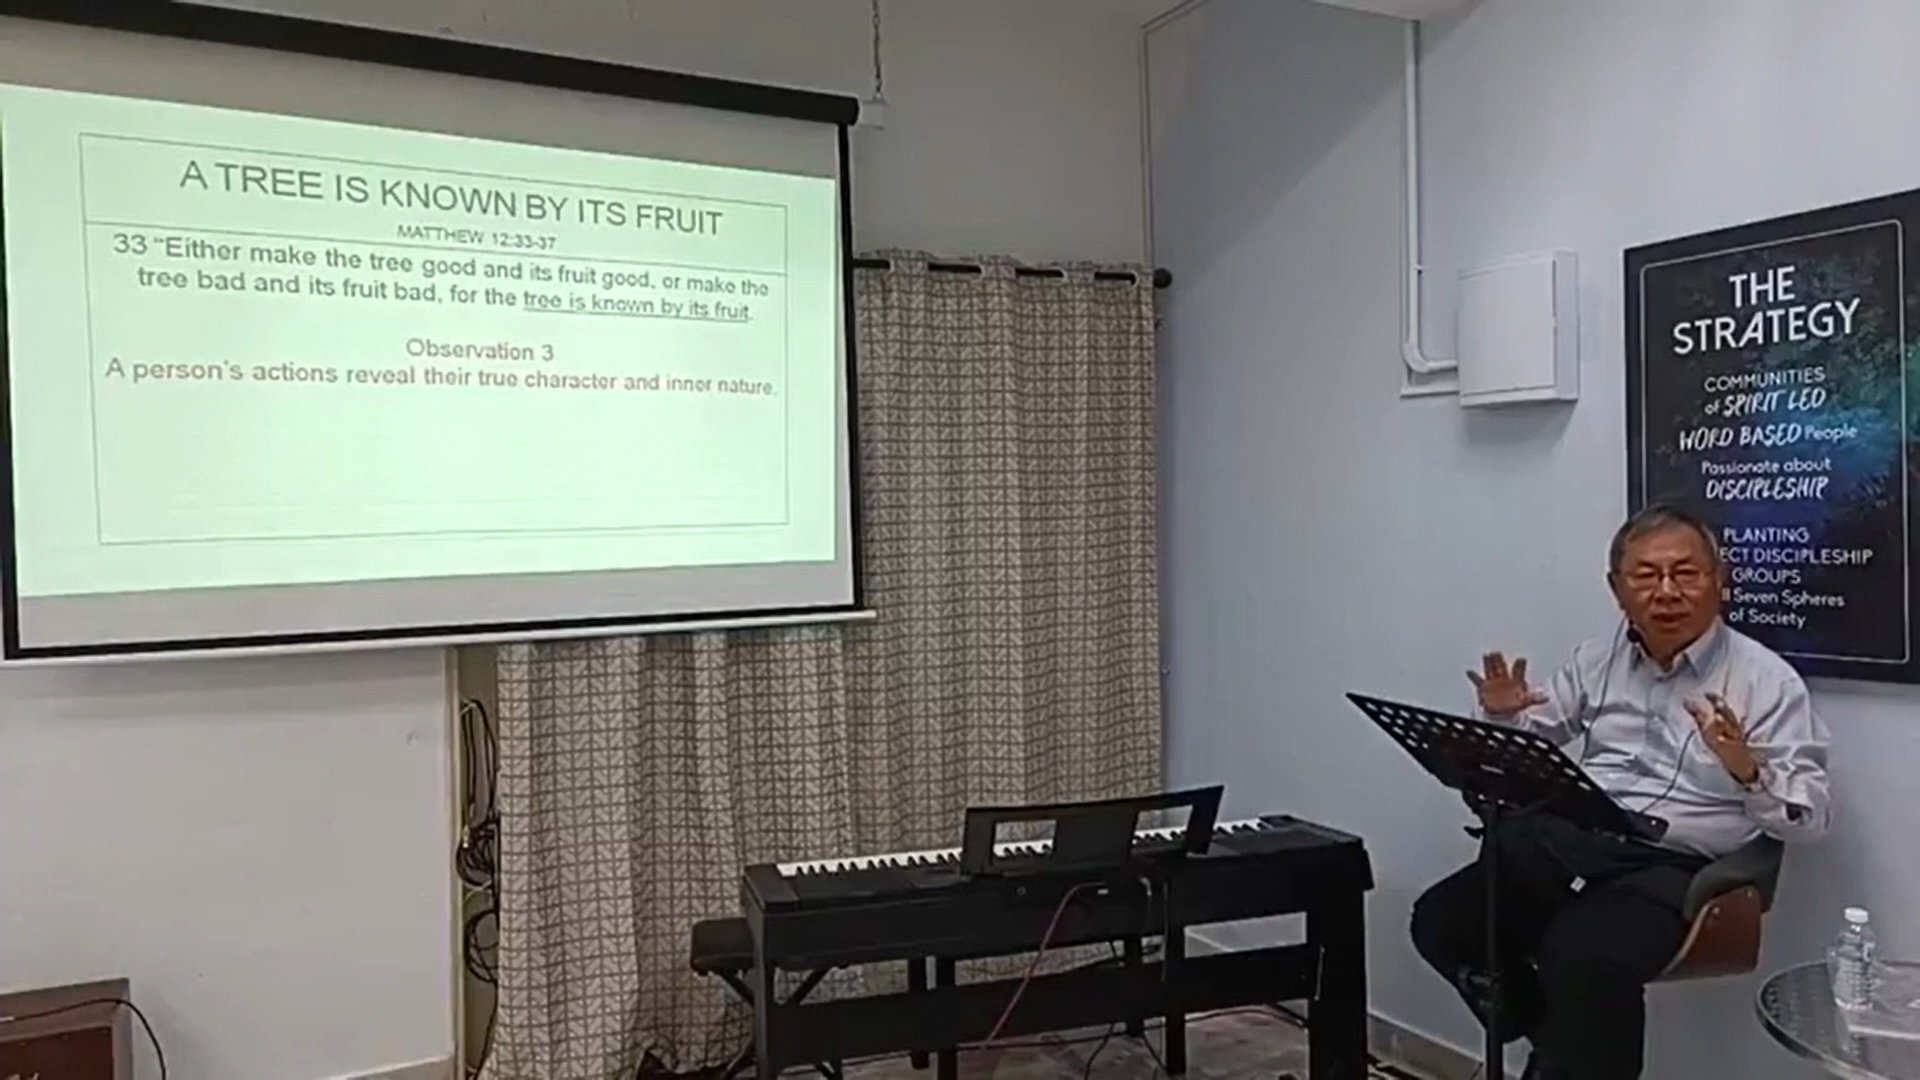 A TREE IS KNOWN BY ITS FRUIT
MATTHEW 12:33-37
33 “Either make the tree good and its fruit good, or make the
tree bad and its fruit bad, for the tree is known by its fruit.
Observation 3
A person's actions reveal their true character and inner nature.
THE
STRATEGY
COMMUNITIES
of SPIRIT LED
WORD BASED People
Passionate about
DISCIPLESHIP
PLANTING
DISCIPLESHIP
GROUPS
Seven Spheres
of Society